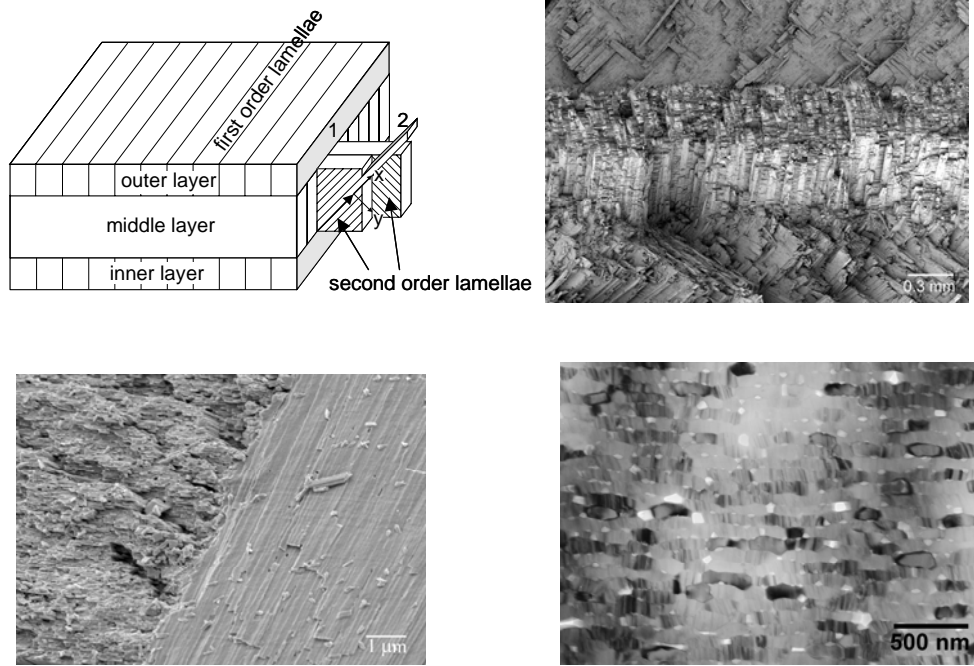 first order lamellae
1
2
outer layer
x
middle layer
y
inner layer
second order lamellae
0.3 mm
1 µm
500 nm